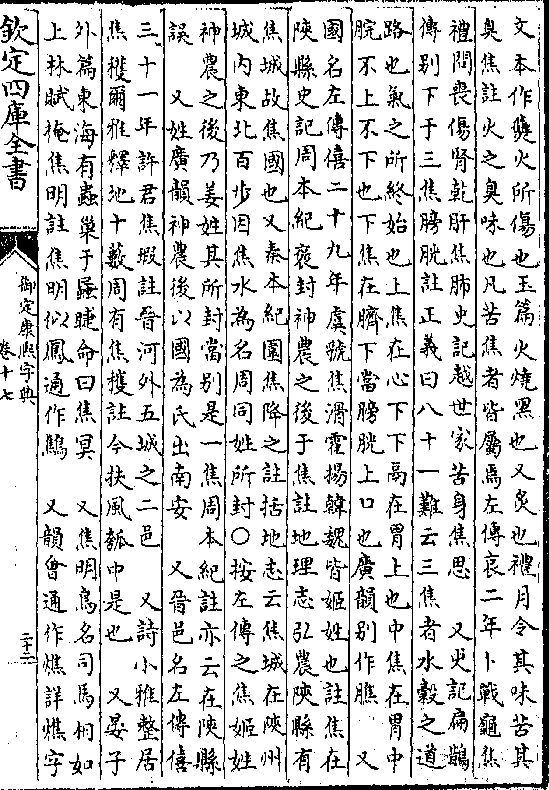 文本作㸈火所傷也玉篇火燒黑也又炙也禮月令其味苦其
臭焦註火之臭味也凡苦焦者皆屬焉左傳哀二年卜戰龜焦
禮問喪傷腎乾肝焦肺史記越世家苦身焦思　又史記扁鵲
傳别下于三焦膀胱註正義曰八十一難云三焦者水榖之道
路也氣之所終始也上焦在心下下鬲在胃上也中焦在胃中
脘不上不下也下焦在臍下當膀胱上口也廣韻别作膲　又
國名左傳僖二十九年虞虢焦滑霍揚韓魏皆姬姓也註焦在
陜縣史記周本紀襃封神農之後于焦註地理志弘農陜縣有
焦城故焦國也又秦本紀圍焦降之註括地志云焦城在陜州
城内東北百步因焦水為名周同姓所封○按左傳之焦姬姓
神農之後乃姜姓其所封當别是一焦周本紀註亦云在陜縣
誤　又姓廣韻神農後以國為氏出南安　又晉邑名左傳僖
三十一年許君焦瑕註晉河外五城之二邑　又詩小雅整居
焦穫爾雅釋地十藪周有焦穫註今扶風瓠中是也　又晏子
外篇東海有蟲巢于蟁睫命曰焦冥　又焦明鳥名司馬相如
上林賦掩焦明註焦明似鳳通作鷦　又韻會通作燋詳燋字
欽定四庫全書
御定康熙字典
卷十七
二十三